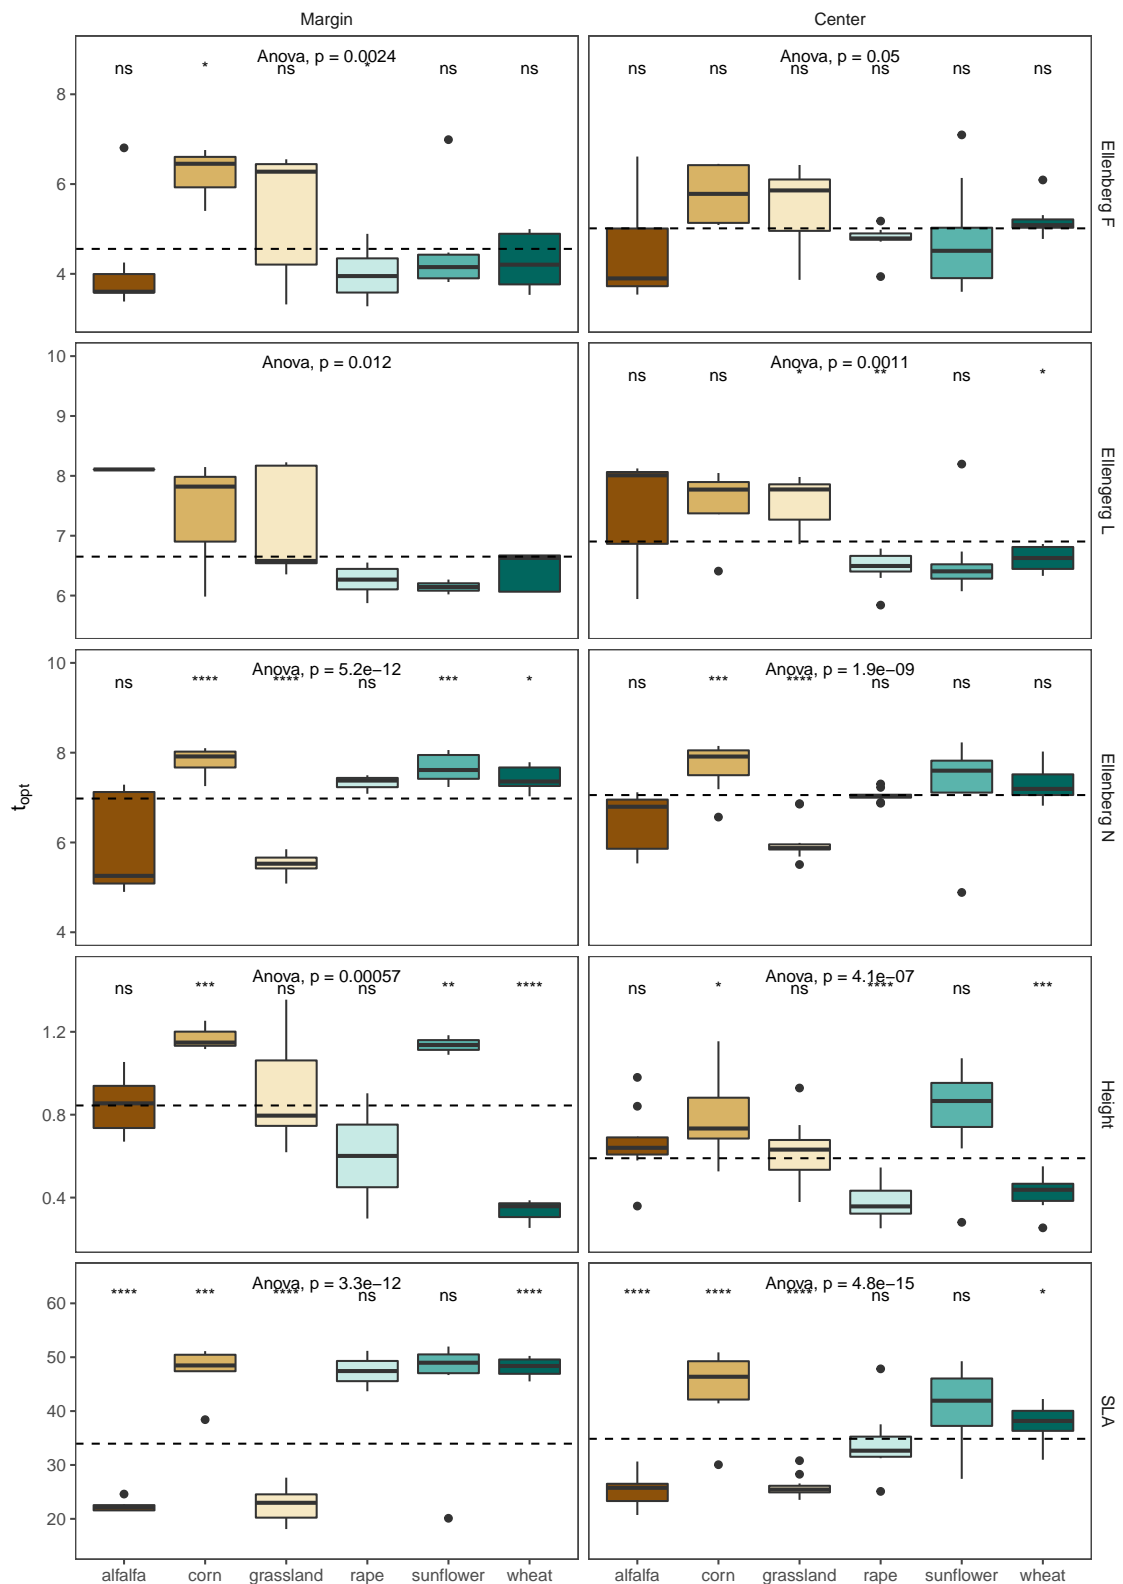 Margin Center
Anova, p = 0.0024 Anova, p = 0.05
ns * ns * ns ns ns ns ns ns ns ns
8
6
4
Ellenberg F
Anova, p = 0.012 Anova, p = 0.0011
ns ns * ** ns *
10
9
8
7
6
Ellengerg L
Anova, p = 5.2e−12 Anova, p = 1.9e−09
ns **** **** ns *** * ns *** **** ns ns ns
10
8
6
4
Ellenberg N
topt
Anova, p = 0.00057 Anova, p = 4.1e−07
ns *** ns ns ** **** ns * ns **** ns ***
1.2
0.8
0.4
Height
Anova, p = 3.3e−12 Anova, p = 4.8e−15
**** *** **** ns ns **** **** **** **** ns ns *
60
50
40
30
20
SLA
alfalfa corn grassland rape sunflower wheat alfalfa corn grassland rape sunflower wheat